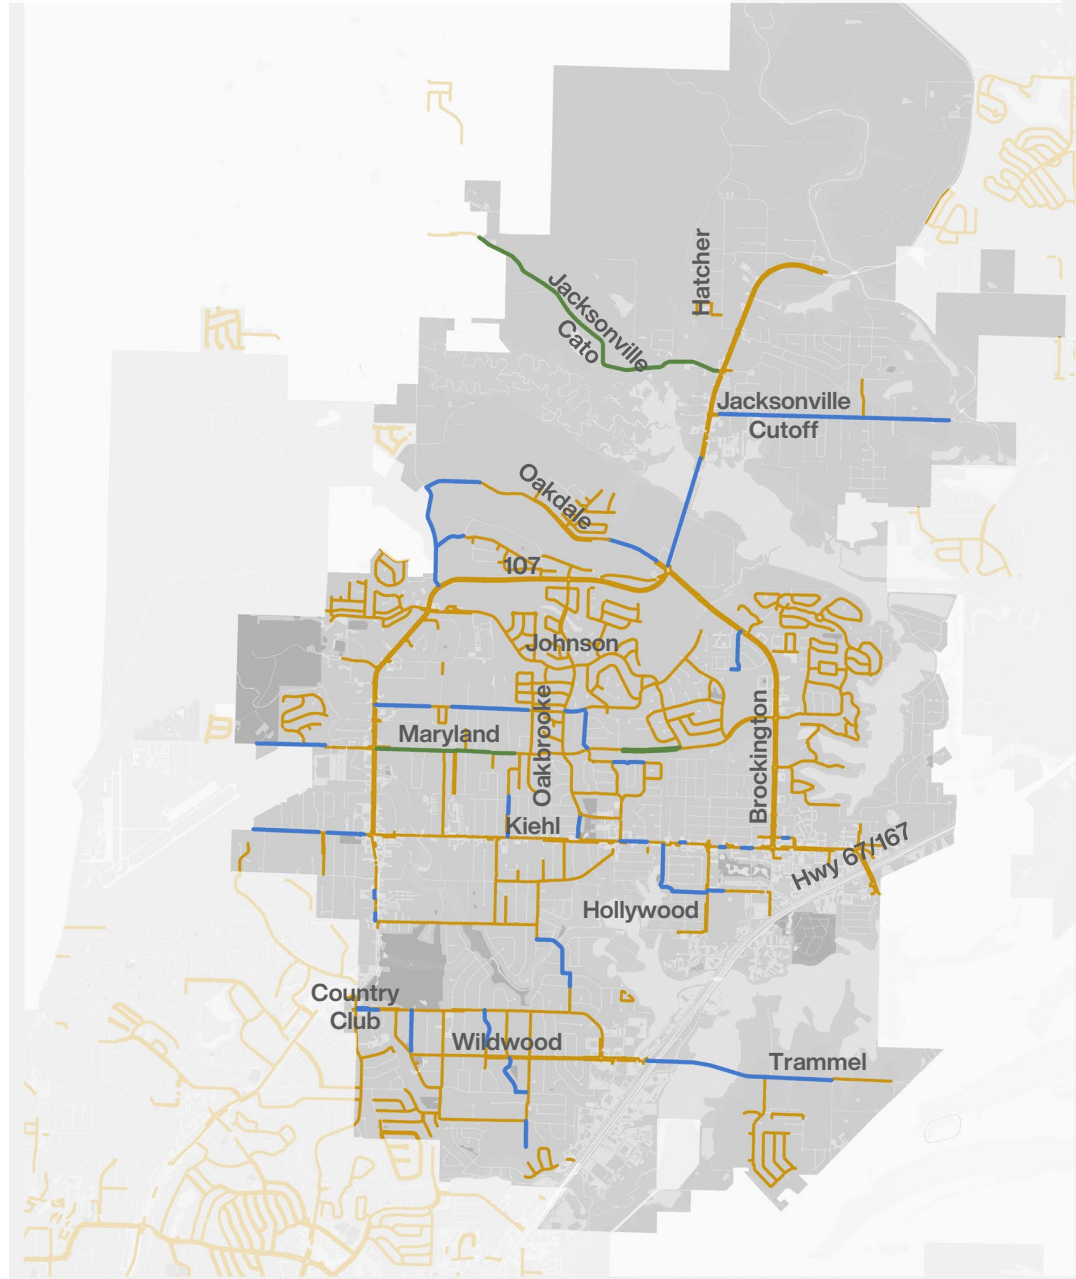 Hatcher
Jacksonville
Cato
Jacksonville
Cutoff
Oakdale
107
Johnson
Oakbrooke
Maryland
Brockington
Kiehl
Hwy 67/167
Hollywood
Country
Club
Wildwood
Trammel